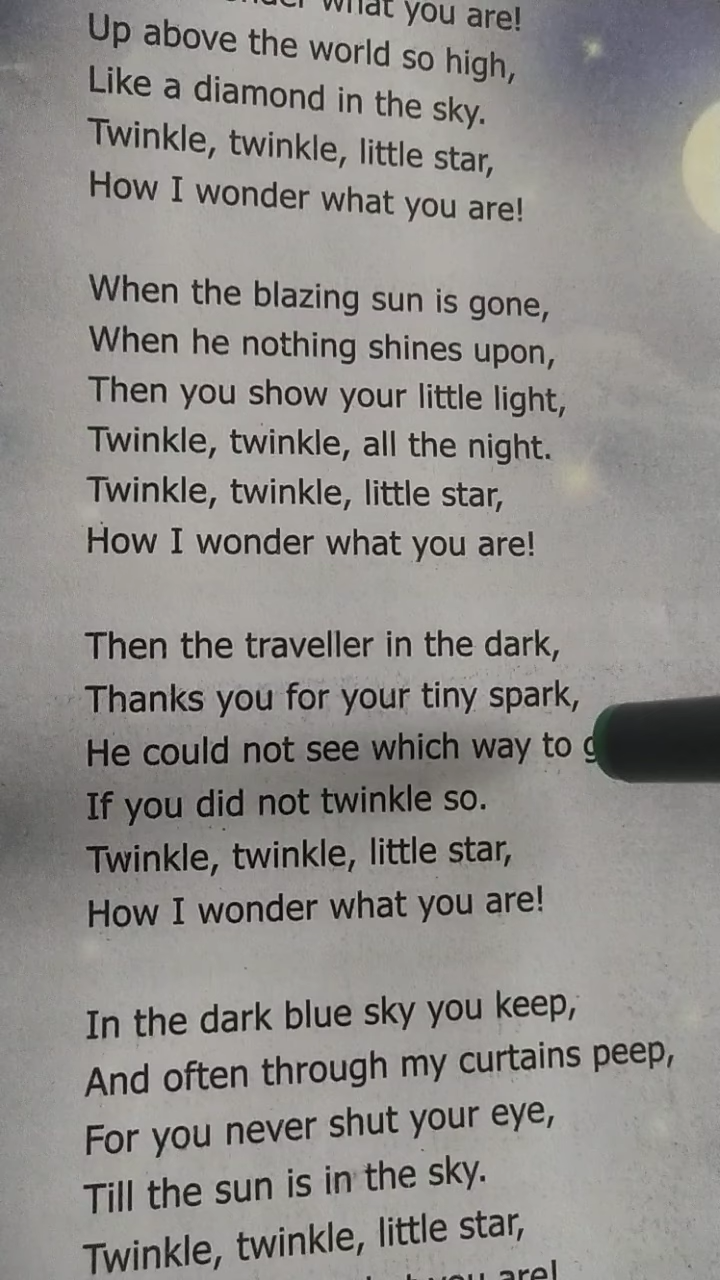 what you are!
Up above the world so high,
Like a diamond in the sky.
Twinkle, twinkle, little star,
How I wonder what you are!
When the blazing sun is gone,
When he nothing shines upon,
Then you show your little light,
Twinkle, twinkle, all the night.
Twinkle, twinkle, little star,
How I wonder what you are!
Then the traveller in the dark,
Thanks you for your tiny spark,
He could not see which way to
If you did not twinkle so.
Twinkle, twinkle, little star,
How I wonder what you are!
In the dark blue sky you keep,
And often through my curtains peep,
For you never shut your eye,
Till the sun is in the sky.
Twinkle, twinkle, little star,
you are!